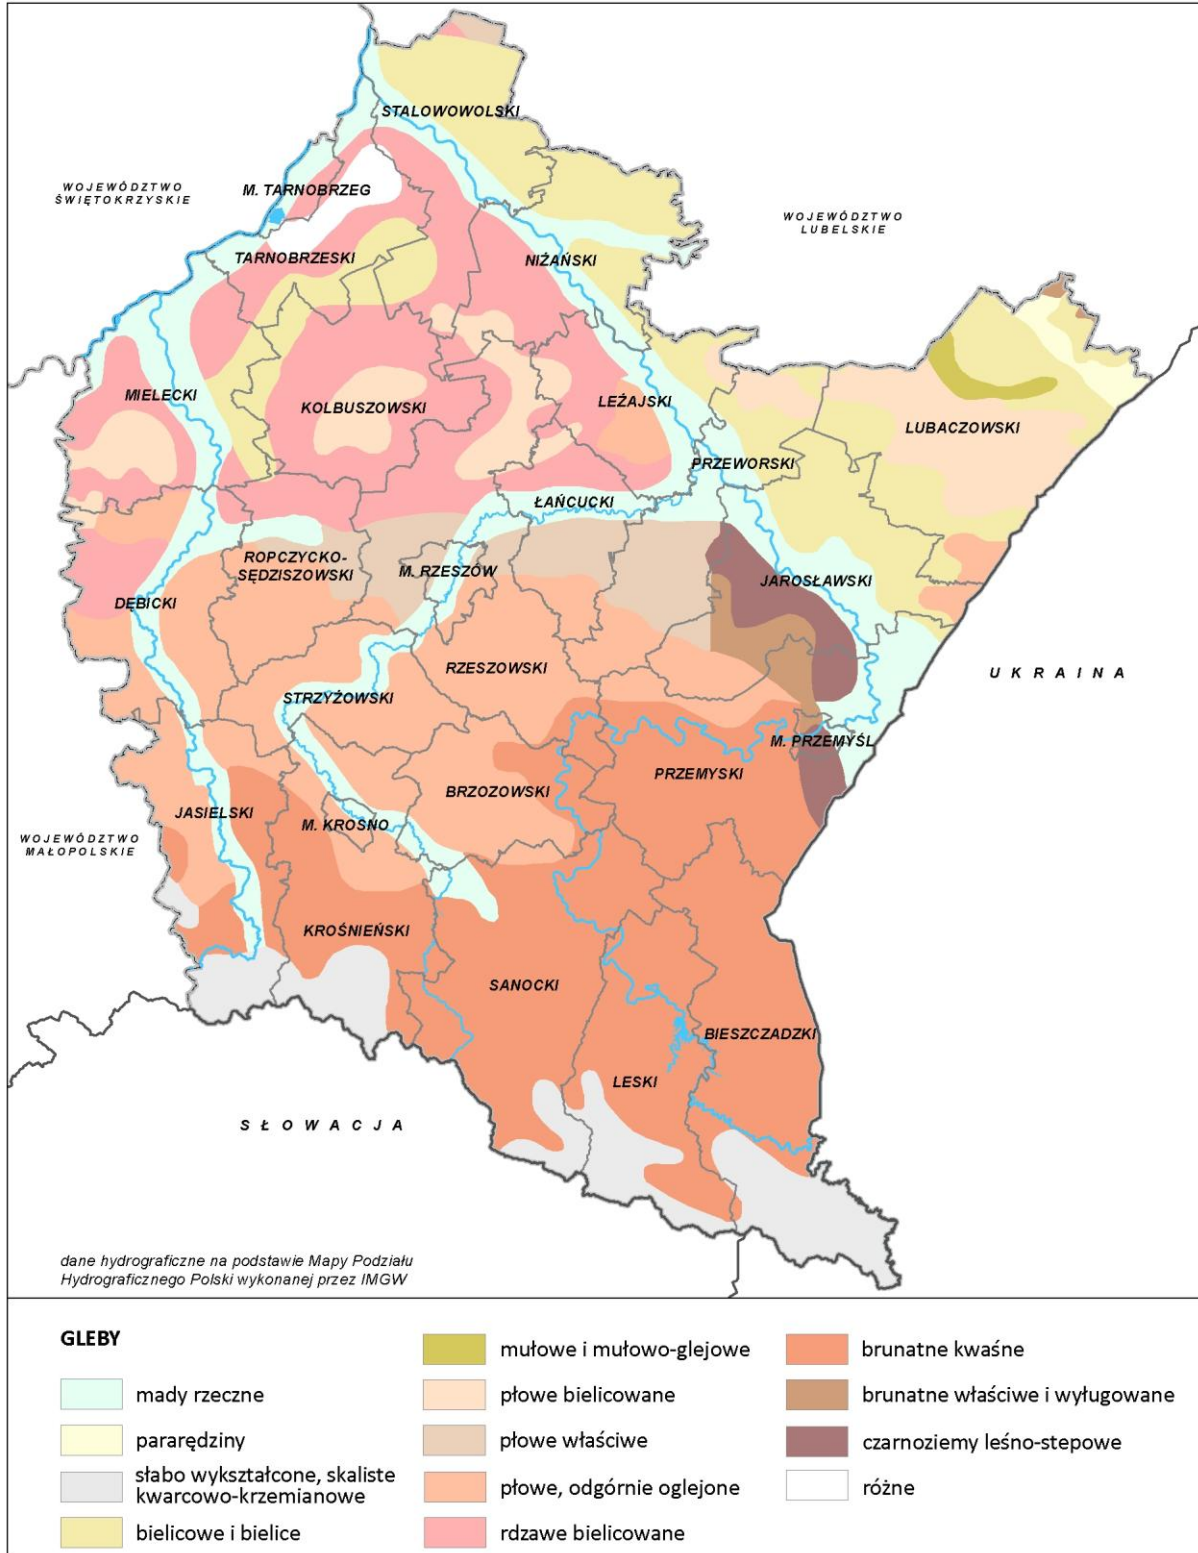 STALOWOWOLSKI
WOJEWÓDZTWO
ŚWIĘTOKRZYSKIE
M. TARNOBRZEG
WOJEWÓDZTWO
LUBELSKIE
TARNOBRZESKI
NIŻAŃSKI
MIELECKI
KOLBUSZOWSKI
LEŻAJSKI
LUBACZOWSKI
PRZEWORSKI
ŁAŃCUCKI
ROPCZYCKO-
SĘDZISZOWSKI
M. RZESZÓW
JAROSŁAWSKI
DĘBICKI
RZESZOWSKI
UKRAINA
STRZYŻOWSKI
M. PRZEMYŚL
PRZEMYSKI
BRZOZOWSKI
JASIELSKI
M. KROSNO
WOJEWÓDZTWO
MAŁOPOLSKIE
KROŚNIEŃSKI
SANOCKI
BIESZCZADZKI
LESKI
SŁOWACJA
dane hydrograficzne na podstawie Mapy Podziału
Hydrograficznego Polski wykonanej przez IMGW
GLEBY
mady rzeczne
pararędziny
słabo wykształcone, skaliste
kwarcowo-krzemianowe
bielicowe i bielice
mułowe i mułowo-glejowe
płowe bielicowane
płowe właściwe
płowe, odgórnie oglejone
rdzawe bielicowane
brunatne kwaśne
brunatne właściwe i wyługowane
czarnoziemy leśno-stepowe
różne